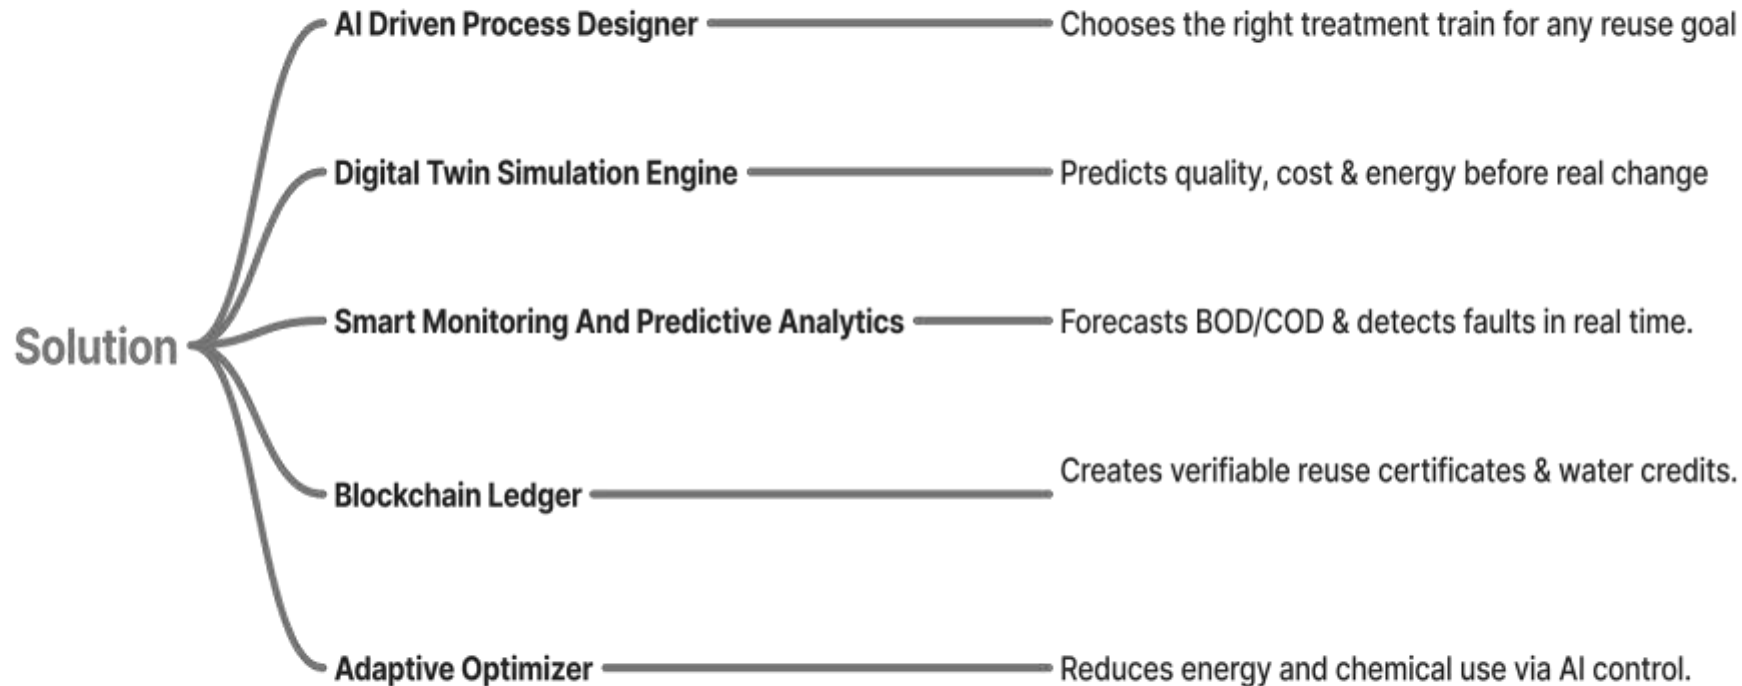 AI Driven Process Designer
Chooses the right treatment train for any reuse goal
Digital Twin Simulation Engine
Predicts quality, cost & energy before real change
Solution
Smart Monitoring And Predictive Analytics
Forecasts BOD/COD & detects faults in real time.
Blockchain Ledger
Creates verifiable reuse certificates & water credits.
Adaptive Optimizer
Reduces energy and chemical use via AI control.